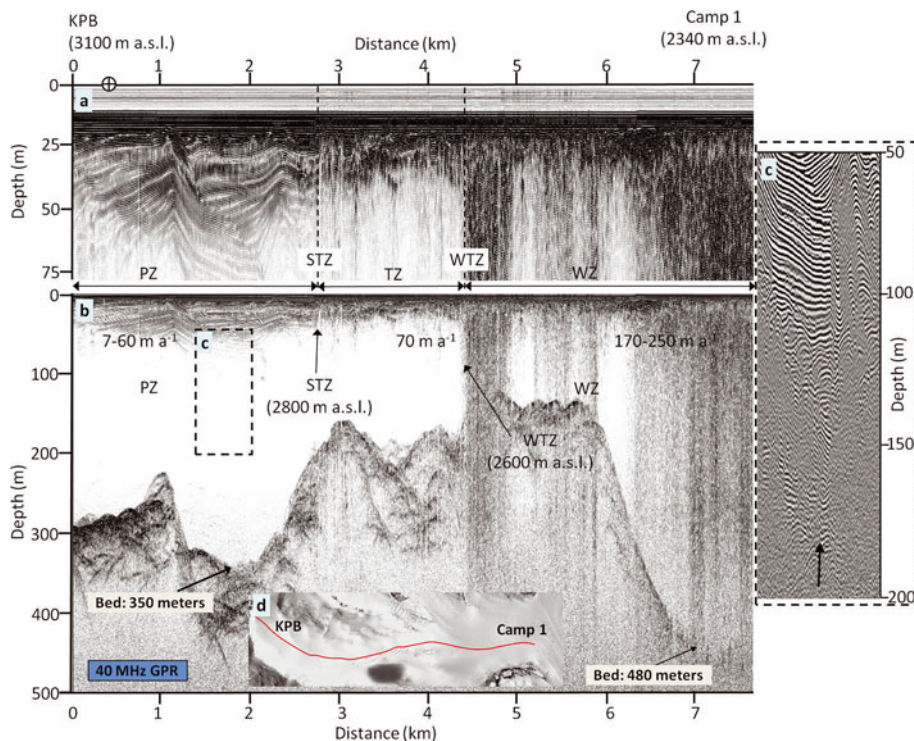 KPB
(3100 m a.s.l.)
Distance (km)
Camp 1
(2340 m a.s.l.)
0 1 2 3 4 5 6 7
a
Depth (m)
0
25
50
75
PZ
STZ
TZ
WTZ
WZ
c
50
100
150
200
Depth (m)
b
Depth (m)
0
100
200
300
400
500
7-60 m a⁻¹
70 m a⁻¹
170-250 m a⁻¹
c
PZ
STZ
(2800 m a.s.l.)
WZ
WTZ
(2600 m a.s.l.)
Bed: 350 meters
d
KPB
Camp 1
Bed: 480 meters
40 MHz GPR
0 1 2 3 4 5 6 7
Distance (km)